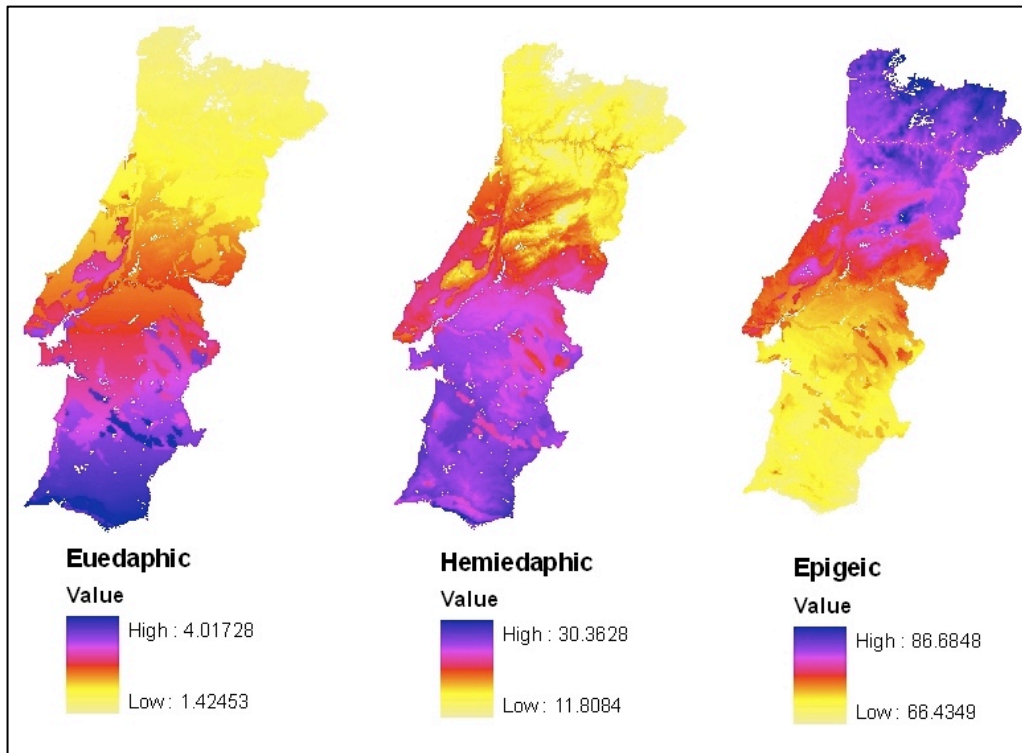 Euedaphic
Value
High : 4.01728
Low : 1.42453
Hemiedaphic
Value
High : 30.3628
Low : 11.8084
Epigeic
Value
High : 86.6848
Low : 66.4349